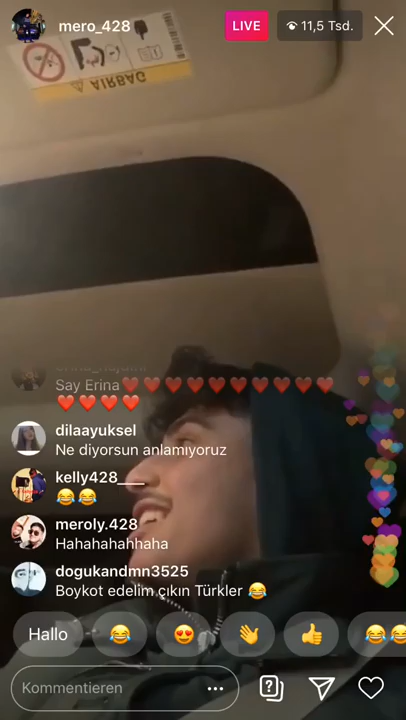 mero_428
LIVE
11,5 Tsd.
AIRBAG
Say Erina❤️❤️❤️❤️❤️❤️❤️❤️❤️❤️
❤️❤️❤️❤️
dilaayuksel
Ne diyorsun anlamıyoruz
kelly428___
😂😂
meroly.428
Hahahahahhaha
dogukandmn3525
Boykot edelim çıkın Türkler 😂
Hallo 😂 😍 👋 👍 😂😂
Kommentieren